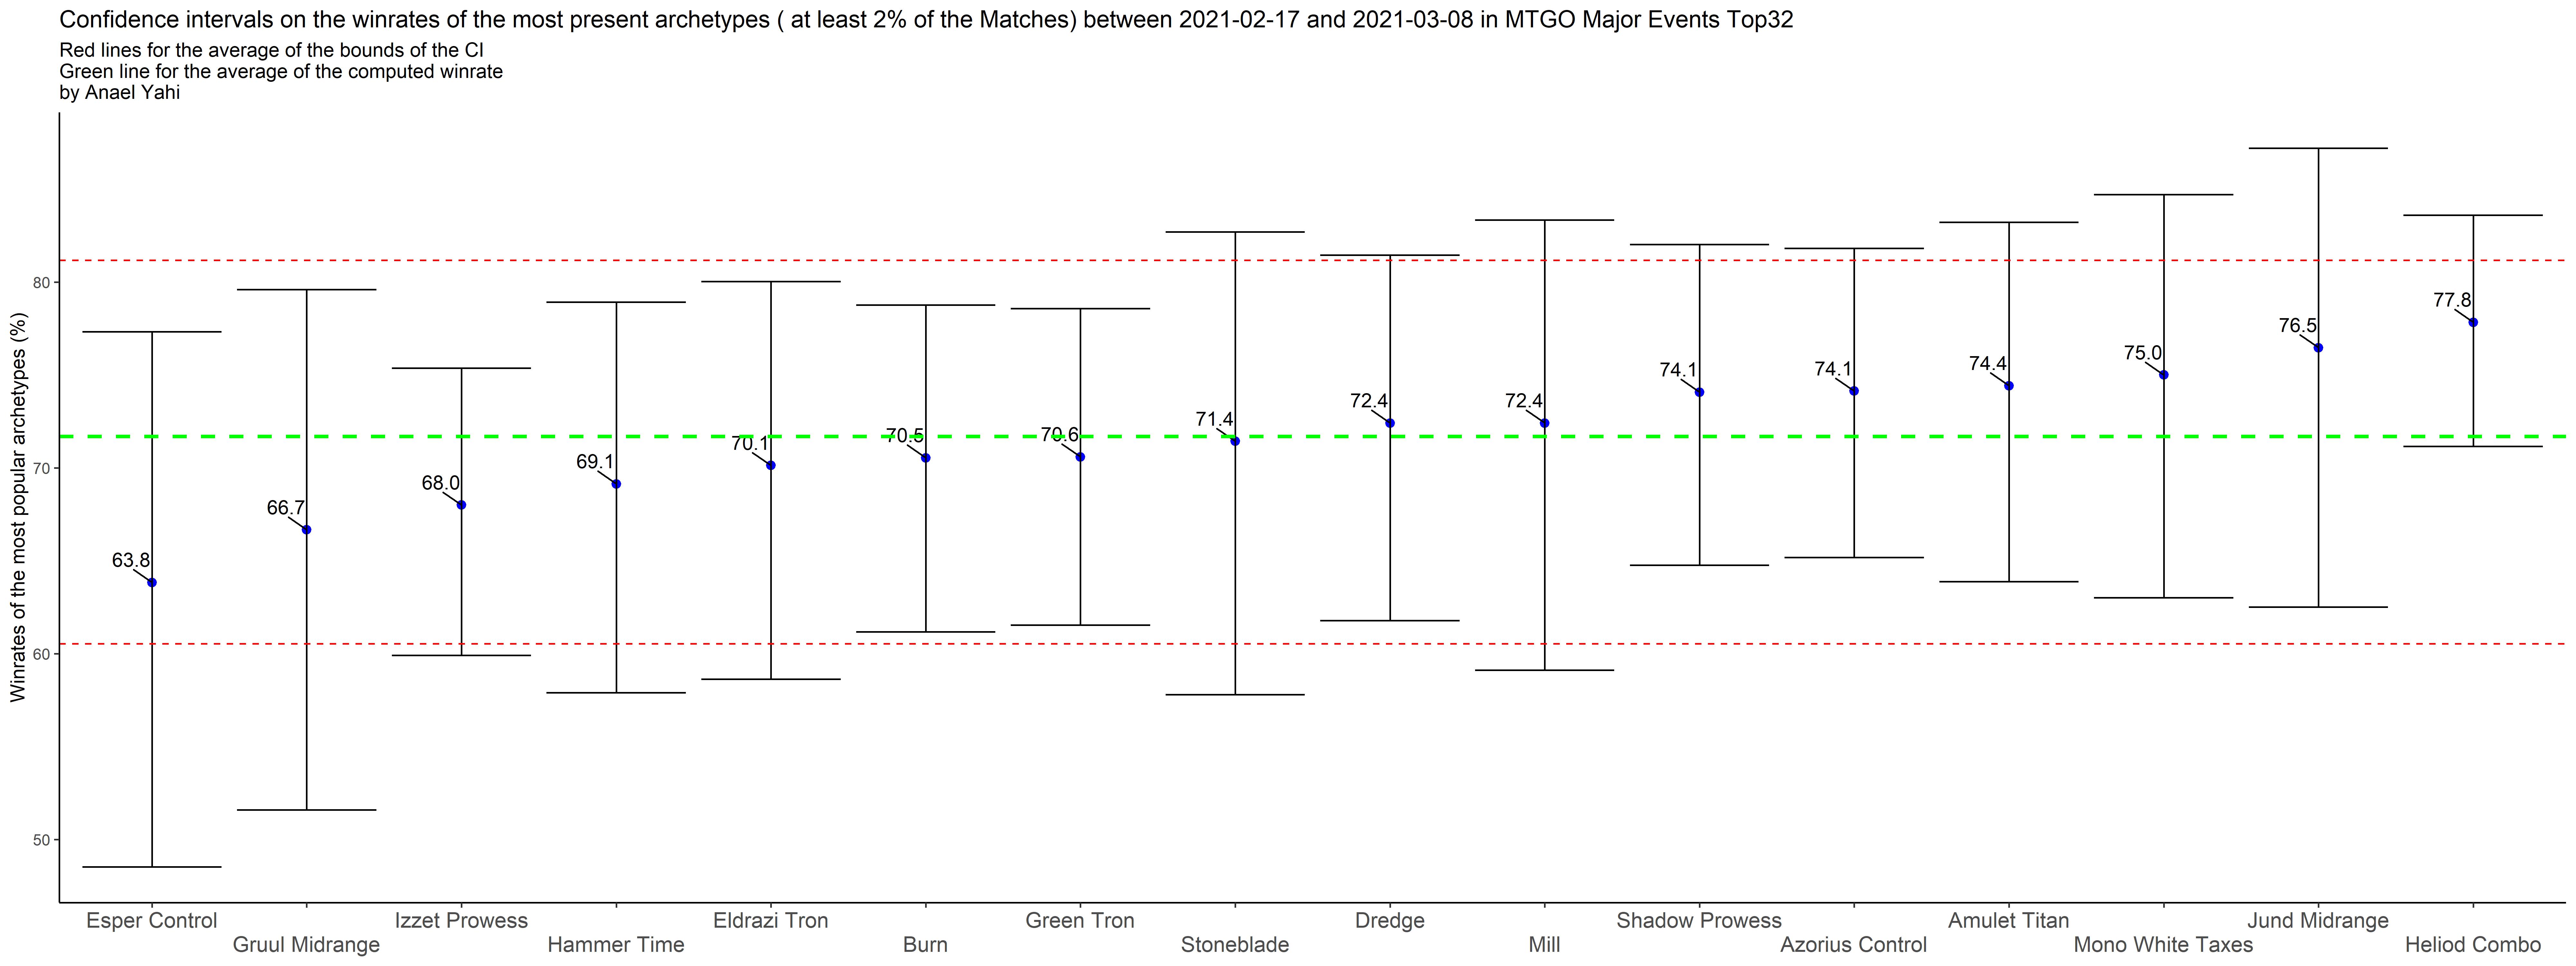 Confidence intervals on the winrates of the most present archetypes ( at least 2% of the Matches) between 2021-02-17 and 2021-03-08 in MTGO Major Events Top32
Red lines for the average of the bounds of the CI
Green line for the average of the computed winrate
by Anael Yahi
Winrates of the most popular archetypes (%)
80
70
60
50
63.8
66.7
68.0
69.1
70.1
70.5
70.6
71.4
72.4
72.4
74.1
74.1
74.4
75.0
76.5
77.8
Esper Control
Gruul Midrange
Izzet Prowess
Hammer Time
Eldrazi Tron
Burn
Green Tron
Stoneblade
Dredge
Mill
Shadow Prowess
Azorius Control
Amulet Titan
Mono White Taxes
Jund Midrange
Heliod Combo